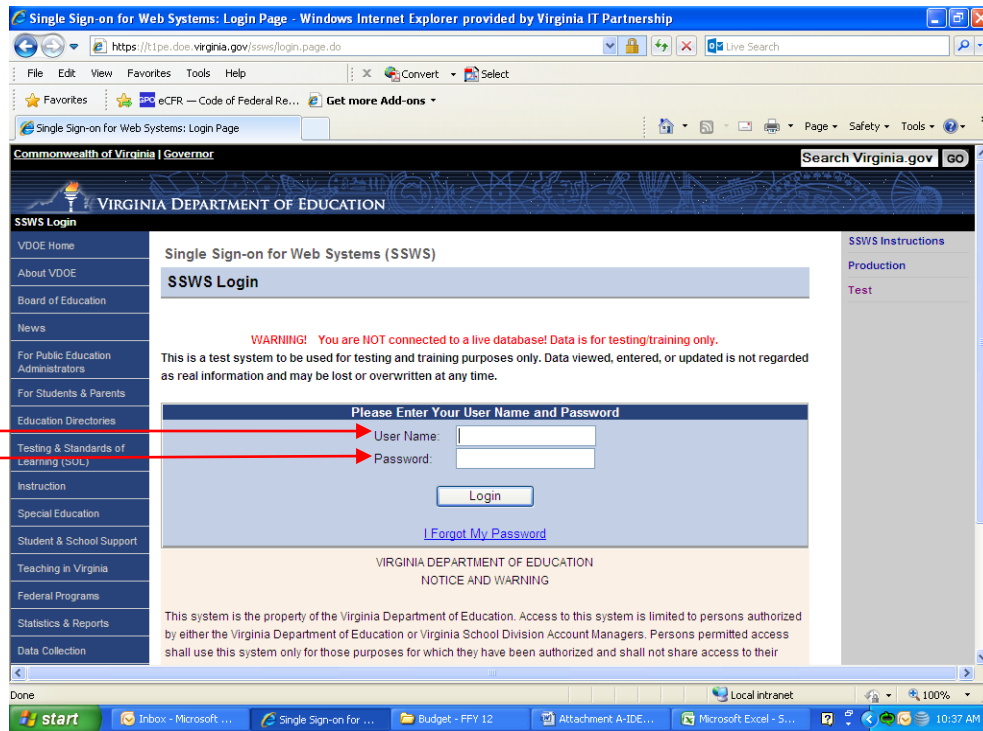 Single Sign-on for Web Systems: Login Page - Windows Internet Explorer provided by Virginia IT Partnership
https://t1pe.doe.virginia.gov/ssws/login.page.do
Live Search
File Edit View Favorites Tools Help
Convert
Select
Favorites
GPO eCFR — Code of Federal Re...
Get more Add-ons
Single Sign-on for Web Systems: Login Page
Page Safety Tools
Commonwealth of Virginia | Governor
Search Virginia.gov GO
VIRGINIA DEPARTMENT OF EDUCATION
SSWS Login
VDOE Home
About VDOE
Board of Education
News
For Public Education
Administrators
For Students & Parents
Education Directories
Testing & Standards of
Learning (SOL)
Instruction
Special Education
Student & School Support
Teaching in Virginia
Federal Programs
Statistics & Reports
Data Collection
Single Sign-on for Web Systems (SSWS)
SSWS Login
WARNING! You are NOT connected to a live database! Data is for testing/training only.
This is a test system to be used for testing and training purposes only. Data viewed, entered, or updated is not regarded
as real information and may be lost or overwritten at any time.
Please Enter Your User Name and Password
User Name:
Password:
Login
I Forgot My Password
VIRGINIA DEPARTMENT OF EDUCATION
NOTICE AND WARNING
This system is the property of the Virginia Department of Education. Access to this system is limited to persons authorized
by either the Virginia Department of Education or Virginia School Division Account Managers. Persons permitted access
shall use this system only for those purposes for which they have been authorized and shall not share access to their
SSWS Instructions
Production
Test
Done
Local intranet
100%
start
Inbox - Microsoft ...
Single Sign-on for ...
Budget - FFY 12
Attachment A-IDE...
Microsoft Excel - S...
10:37 AM